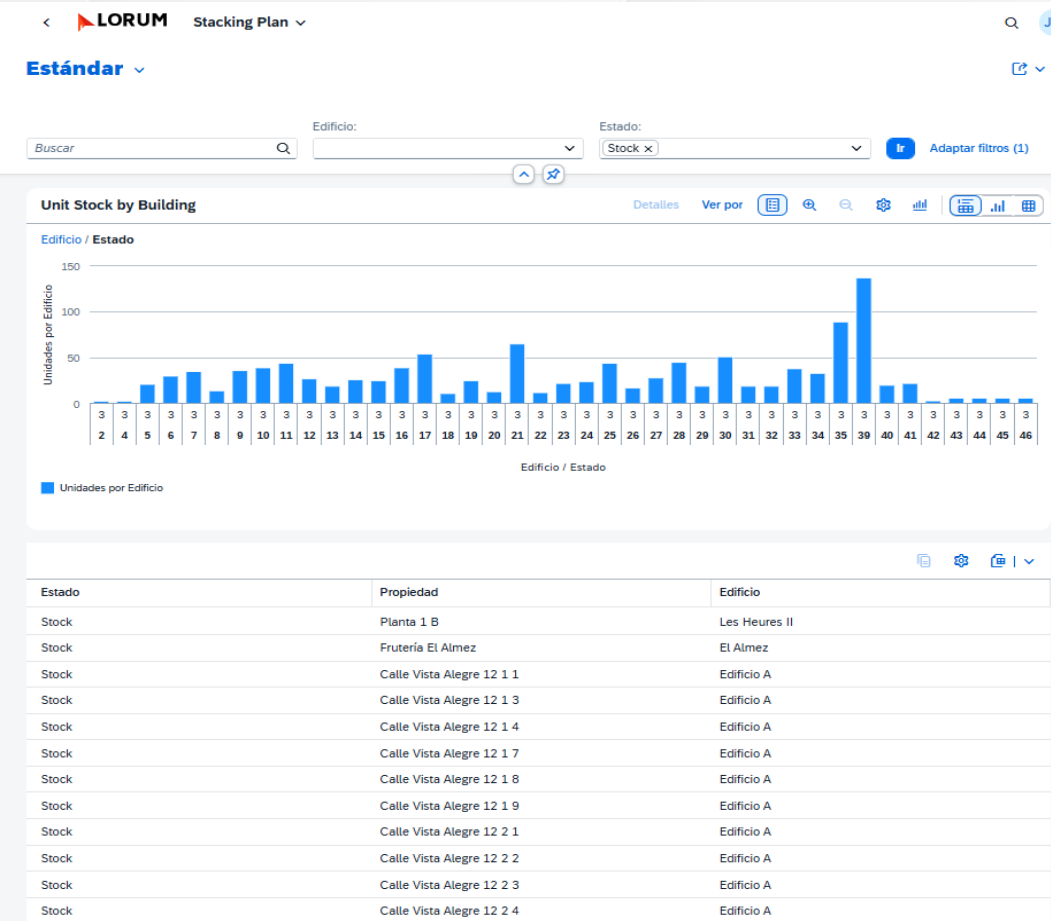 LORUM Stacking Plan
J
Estándar
Edificio: Estado:
Buscar Stock Ir Adaptar filtros (1)
Unit Stock by Building Detalles Ver por
Edificio / Estado
Unidades por Edificio
150
100
50
0
3 3 3 3 3 3 3 3 3 3 3 3 3 3 3 3 3 3 3 3 3 3 3 3 3 3 3 3 3 3 3 3 3 3 3 3 3 3 3 3 3
2 4 5 6 7 8 9 10 11 12 13 14 15 16 17 18 19 20 21 22 23 24 25 26 27 28 29 30 31 32 33 34 35 39 40 41 42 43 44 45 46
Edificio / Estado
Unidades por Edificio
Estado Propiedad Edificio
Stock Planta 1 B Les Heures II
Stock Frutería El Almez El Almez
Stock Calle Vista Alegre 12 1 1 Edificio A
Stock Calle Vista Alegre 12 1 3 Edificio A
Stock Calle Vista Alegre 12 1 4 Edificio A
Stock Calle Vista Alegre 12 1 7 Edificio A
Stock Calle Vista Alegre 12 1 8 Edificio A
Stock Calle Vista Alegre 12 1 9 Edificio A
Stock Calle Vista Alegre 12 2 1 Edificio A
Stock Calle Vista Alegre 12 2 2 Edificio A
Stock Calle Vista Alegre 12 2 3 Edificio A
Stock Calle Vista Alegre 12 2 4 Edificio A